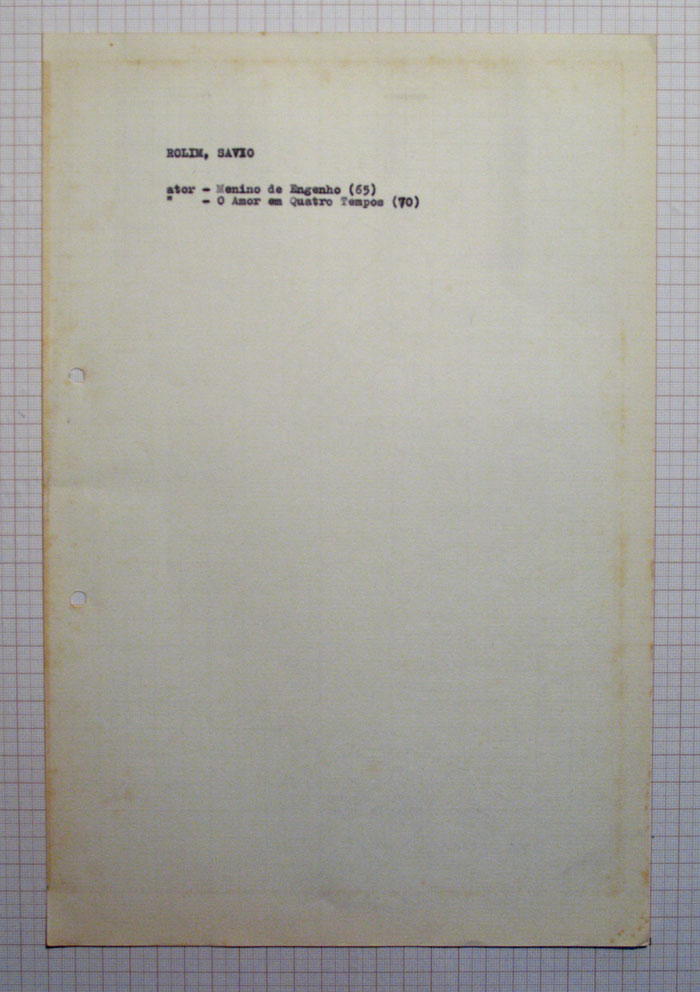 ROLIM, SAVIO
ator - Menino de Engenho (65)
" - O Amor em Quatro Tempos (70)